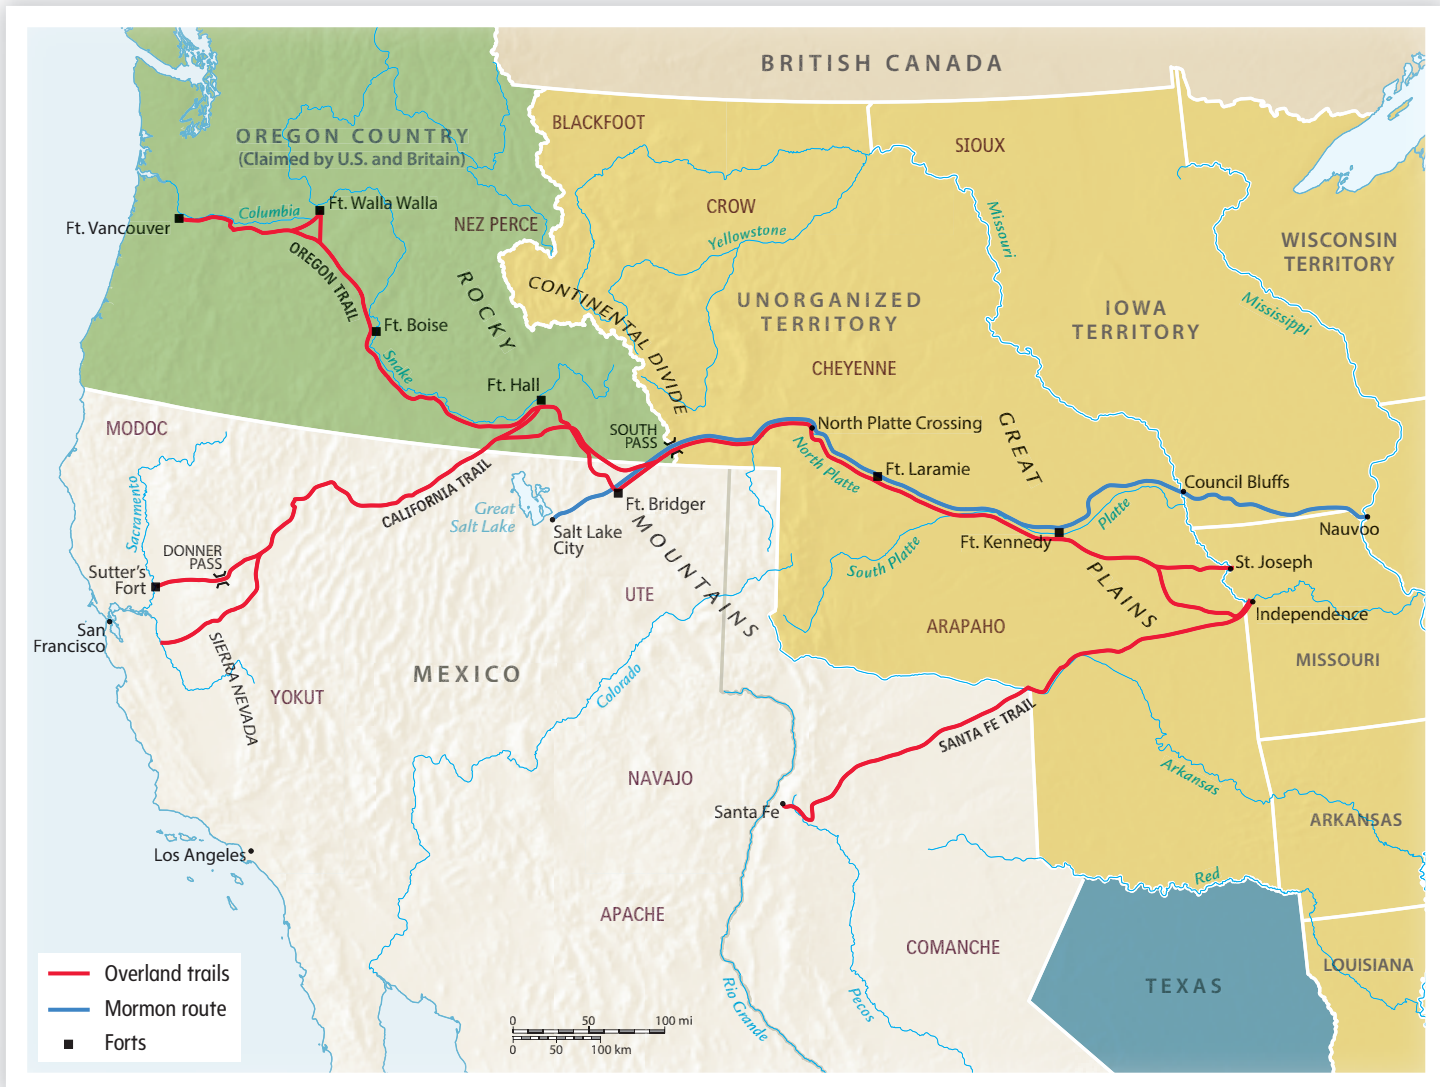 BRITISH CANADA
BLACKFOOT
OREGON COUNTRY
(Claimed by U.S. and Britain)
SIOUX
Ft. Walla Walla
Columbia
Ft. Vancouver
NEZ PERCE
CROW
Yellowstone
Missouri
WISCONSIN
TERRITORY
OREGON TRAIL
ROCKY
CONTINENTAL DIVIDE
UNORGANIZED
TERRITORY
IOWA
TERRITORY
Mississippi
Ft. Boise
Snake
CHEYENNE
Ft. Hall
MODOC
SOUTH
PASS
North Platte Crossing
GREAT
North Platte
Ft. Laramie
CALIFORNIA TRAIL
Sacramento
Great
Salt Lake
Ft. Bridger
Salt Lake
City
MOUNTAINS
Council Bluffs
Platte
Nauvoo
Ft. Kennedy
South Platte
DONNER
PASS
Sutter's
Fort
St. Joseph
PLAINS
UTE
Independence
San
Francisco
ARAPAHO
SIERRA NEVADA
MEXICO
MISSOURI
YOKUT
Colorado
SANTA FE TRAIL
NAVAJO
Arkansas
Santa Fe
ARKANSAS
Los Angeles
Red
APACHE
COMANCHE
LOUISIANA
TEXAS
Rio Grande
Pecos
Overland trails
Mormon route
Forts
0 50 100 mi
0 50 100 km